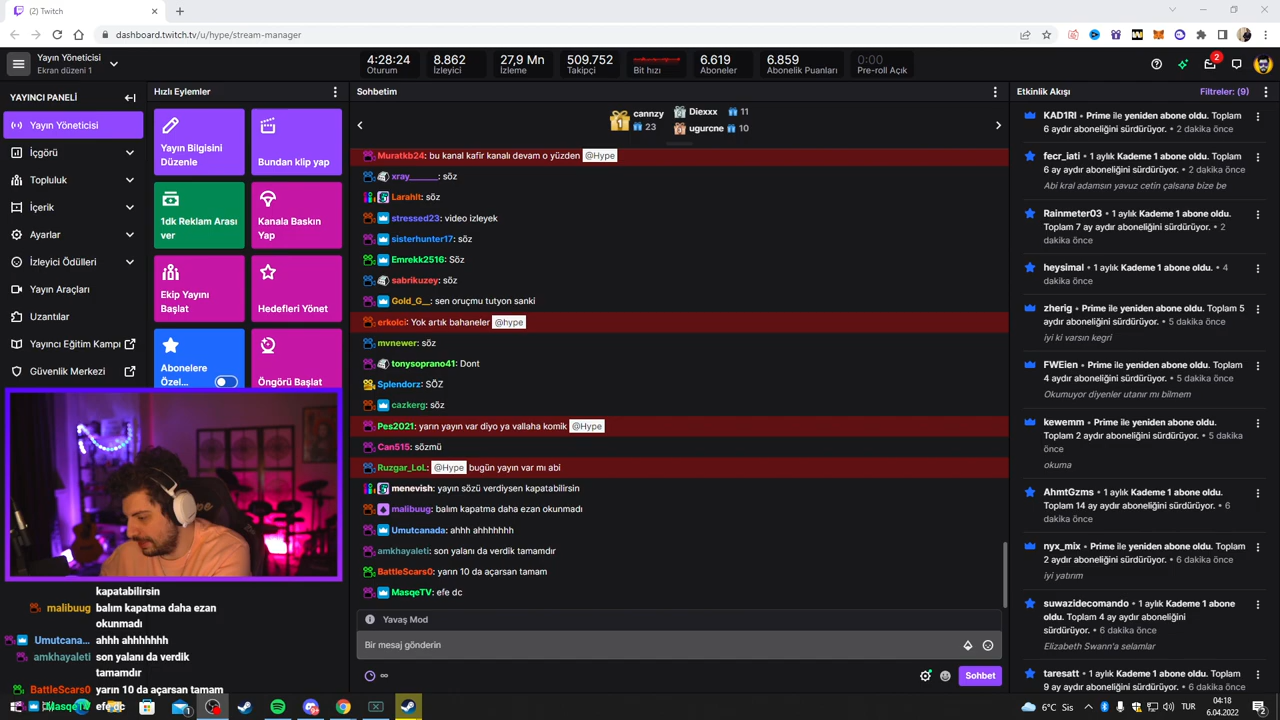 Twitch
dashboard.twitch.tv/u/hype/stream-manager
Yayın Yöneticisi
Ekran düzeni 1
4:28:24
Oturum
8.862
İzleyici
27,9 Mn
İzleme
509.752
Takipçi
Bit hızı
6.619
Aboneler
6.859
Abonelik Puanları
0:00
Pre-roll Açık
2
YAYINCI PANELİ
Yayın Yöneticisi
İçgörü
Topluluk
İçerik
Ayarlar
İzleyici Ödülleri
Yayın Araçları
Uzantılar
Yayıncı Eğitim Kampı
Güvenlik Merkezi
Hızlı Eylemler
Yayın Bilgisini
Düzenle
Bundan klip yap
1dk Reklam Arası
ver
Kanala Baskın
Yap
Ekip Yayını
Başlat
Hedefleri Yönet
Abonelere
Özel...
Öngörü Başlat
Sohbetim
1
cannzy
23
Diexxx 11
ugurcne 10
Muratkb24: bu kanal kafir kanalı devam o yüzden @Hype
xray_______: söz
Larahlt: söz
stressed23: video izleyek
sisterhunter17: söz
Emrekk2516: Söz
sabrikuzey: söz
Gold_G__: sen oruçmu tutyon sanki
erkolci: Yok artık bahaneler @hype
mvnewer: söz
tonysoprano41: Dont
Splendorz: SÖZ
cazkerg: söz
Pes2021: yarın yayın var diyo ya vallaha komik @Hype
Can515: sözmü
Ruzgar_LoL: @Hype bugün yayın var mı abi
menevish: yayın sözü verdiysen kapatabilirsin
malibuug: balım kapatma daha ezan okunmadı
Umutcanada: ahhh ahhhhhhh
amkhayaleti: son yalanı da verdik tamamdır
BattleScars0: yarın 10 da açarsan tamam
MasqeTV: efe dc
Yavaş Mod
Bir mesaj gönderin
∞
Sohbet
Etkinlik Akışı
Filtreler: (9)
KAD1RI • Prime ile yeniden abone oldu. Toplam
6 aydır aboneliğini sürdürüyor. • 2 dakika önce
fecr_iati • 1 aylık Kademe 1 abone oldu. Toplam
6 ay aydır aboneliğini sürdürüyor. • 2 dakika önce
Abi kral adamsın yavuz cetin çalsana bize be
Rainmeter03 • 1 aylık Kademe 1 abone oldu.
Toplam 7 ay aydır aboneliğini sürdürüyor. • 2
dakika önce
heysimal • 1 aylık Kademe 1 abone oldu. • 4
dakika önce
zherig • Prime ile yeniden abone oldu. Toplam 5
aydır aboneliğini sürdürüyor. • 5 dakika önce
iyi ki varsın kegri
FWEien • Prime ile yeniden abone oldu. Toplam
4 aydır aboneliğini sürdürüyor. • 5 dakika önce
Okumuyor diyenler utanır mı bilmem
kewemm • Prime ile yeniden abone oldu.
Toplam 2 aydır aboneliğini sürdürüyor. • 5 dakika
önce
okuma
AhmtGzms • 1 aylık Kademe 1 abone oldu.
Toplam 14 ay aydır aboneliğini sürdürüyor. • 6
dakika önce
nyx_mix • Prime ile yeniden abone oldu. Toplam
2 aydır aboneliğini sürdürüyor. • 6 dakika önce
iyi yatırım
suwazidecomando • 1 aylık Kademe 1 abone
oldu. Toplam 4 ay aydır aboneliğini
sürdürüyor. • 6 dakika önce
Elizabeth Swann'a selamlar
taresatt • 1 aylık Kademe 1 abone oldu. Toplam
9 ay aydır aboneliğini sürdürüyor. • 6 dakika
kapatabilirsin
malibuug balım kapatma daha ezan
okunmadı
Umutcana... ahhh ahhhhhhh
amkhayaleti son yalanı da verdik
tamamdır
BattleScars0 yarın 10 da açarsan tamam
MasqeTV efe dc
1
6°C Sis
TUR
04:18
6.04.2022
2